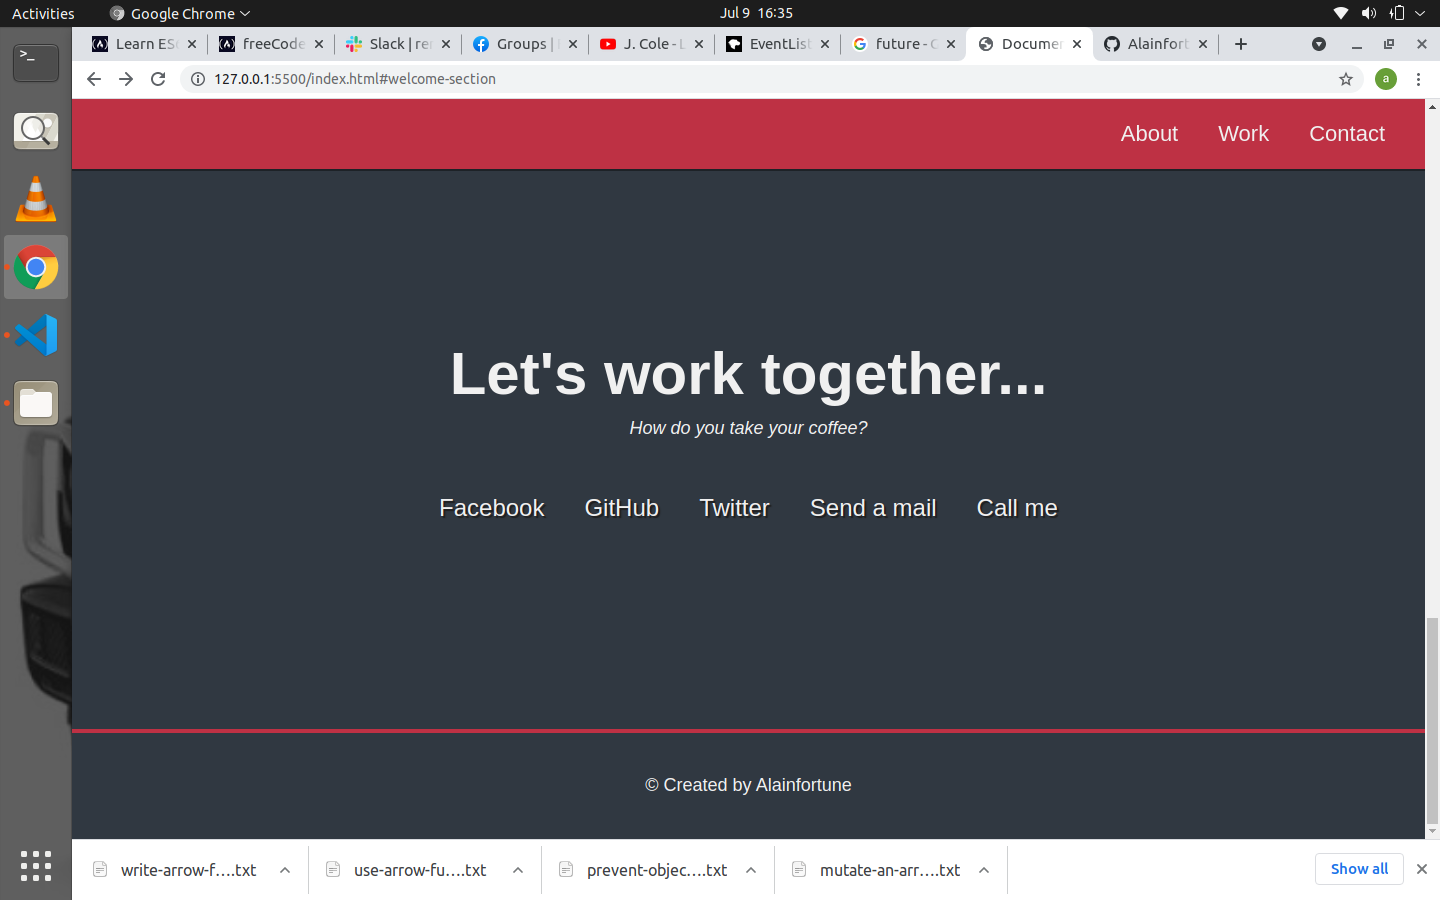 Activities Google Chrome Jul 9 16:35
Learn ES freeCode Slack | re Groups | J. Cole - L EventList future - C Documen Alainfort
127.0.0.1:5500/index.html#welcome-section a
About Work Contact
Let's work together...
How do you take your coffee?
Facebook GitHub Twitter Send a mail Call me
© Created by Alainfortune
write-arrow-f....txt use-arrow-fu....txt prevent-objec....txt mutate-an-arr....txt Show all